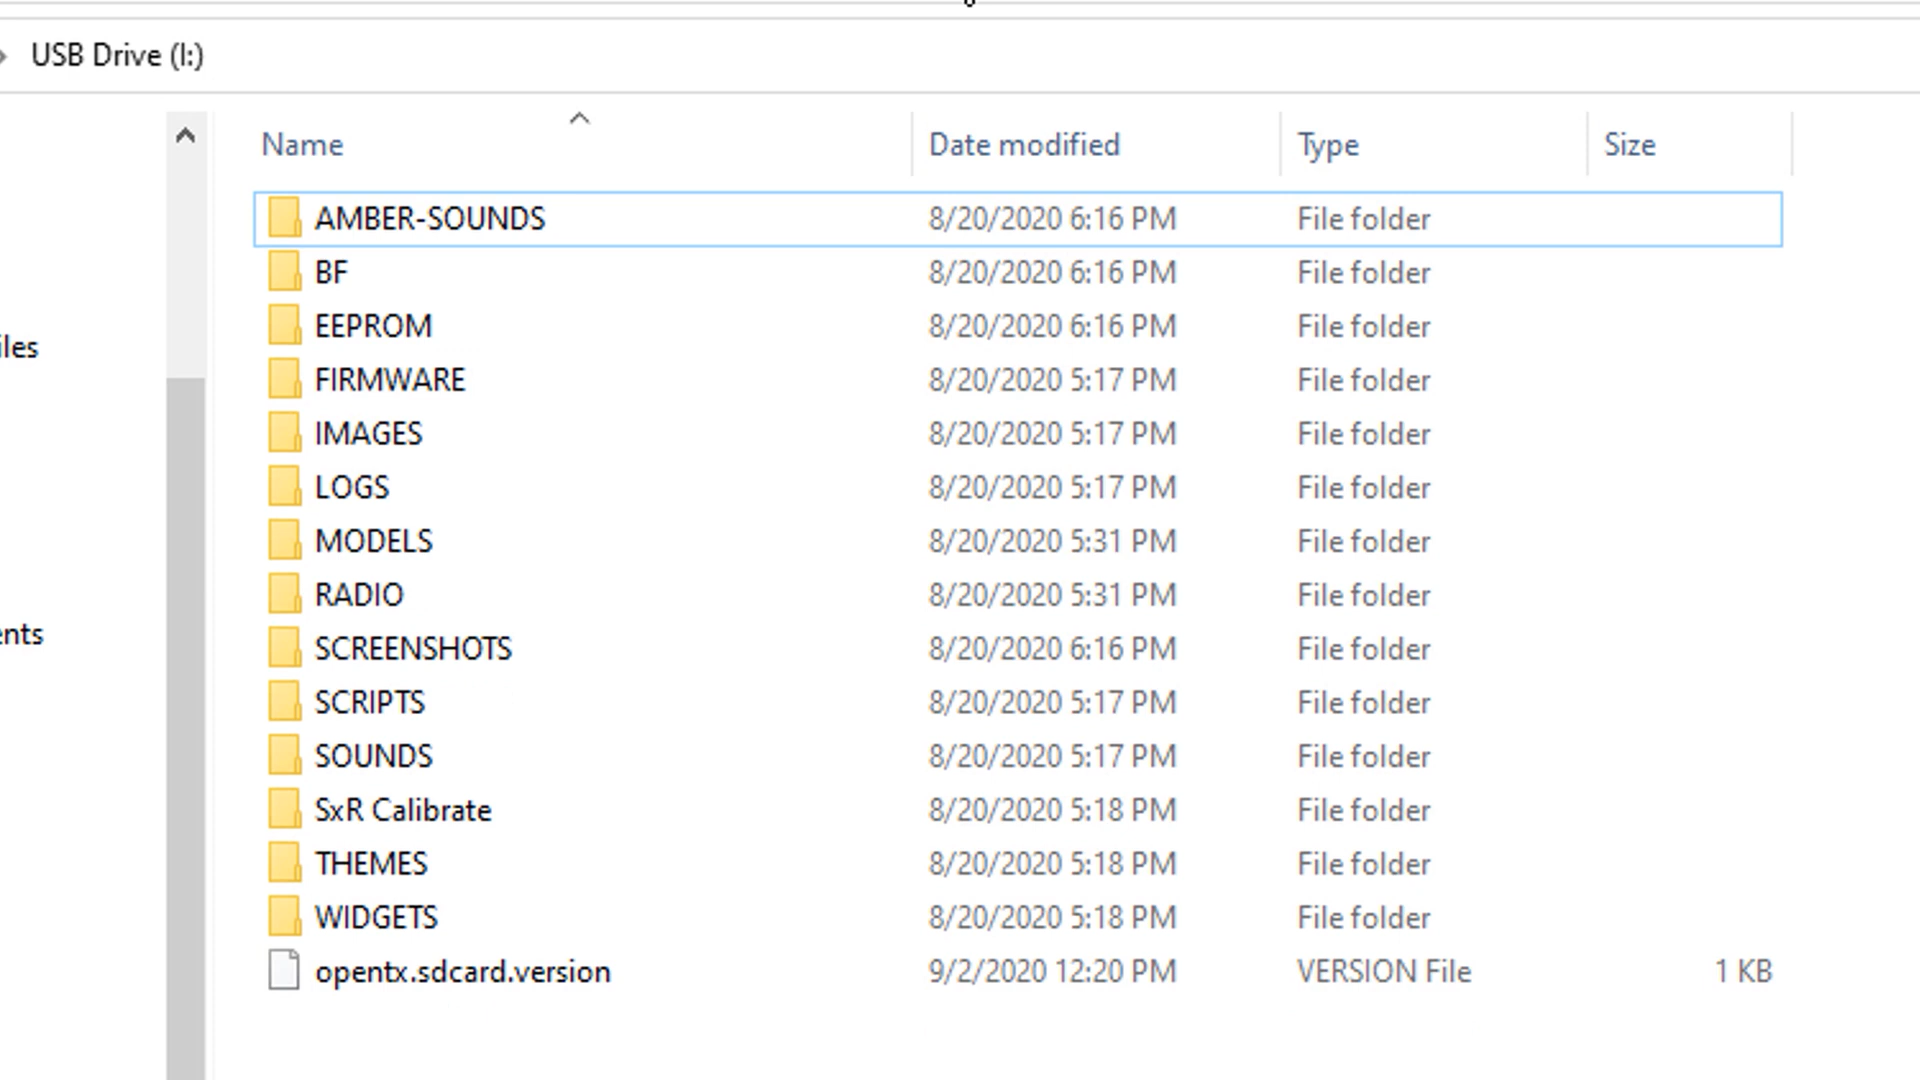 USB Drive (I:)
Name Date modified Type Size
AMBER-SOUNDS 8/20/2020 6:16 PM File folder
BF 8/20/2020 6:16 PM File folder
EEPROM 8/20/2020 6:16 PM File folder
FIRMWARE 8/20/2020 5:17 PM File folder
iles
IMAGES 8/20/2020 5:17 PM File folder
LOGS 8/20/2020 5:17 PM File folder
MODELS 8/20/2020 5:31 PM File folder
RADIO 8/20/2020 5:31 PM File folder
ents
SCREENSHOTS 8/20/2020 6:16 PM File folder
SCRIPTS 8/20/2020 5:17 PM File folder
SOUNDS 8/20/2020 5:17 PM File folder
SxR Calibrate 8/20/2020 5:18 PM File folder
THEMES 8/20/2020 5:18 PM File folder
WIDGETS 8/20/2020 5:18 PM File folder
opentx.sdcard.version 9/2/2020 12:20 PM VERSION File 1 KB